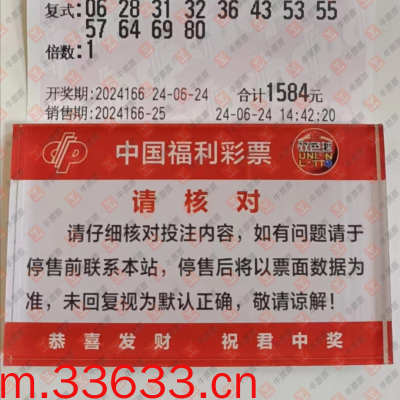 复式:06 28 31 32 36 43 53 55
57 64 69 80
倍数:1
开奖期:2024166 24-06-24 合计1584元
销售期:2024166-25 24-06-24 14:42:20
中国福利彩票
双色球
UNION
LOTTO
请核对
请仔细核对投注内容，如有问题请于
停售前联系本站，停售后将以票面数据为
准，未回复视为默认正确，敬请谅解！
恭喜发财 祝君中奖
m.33633.cn